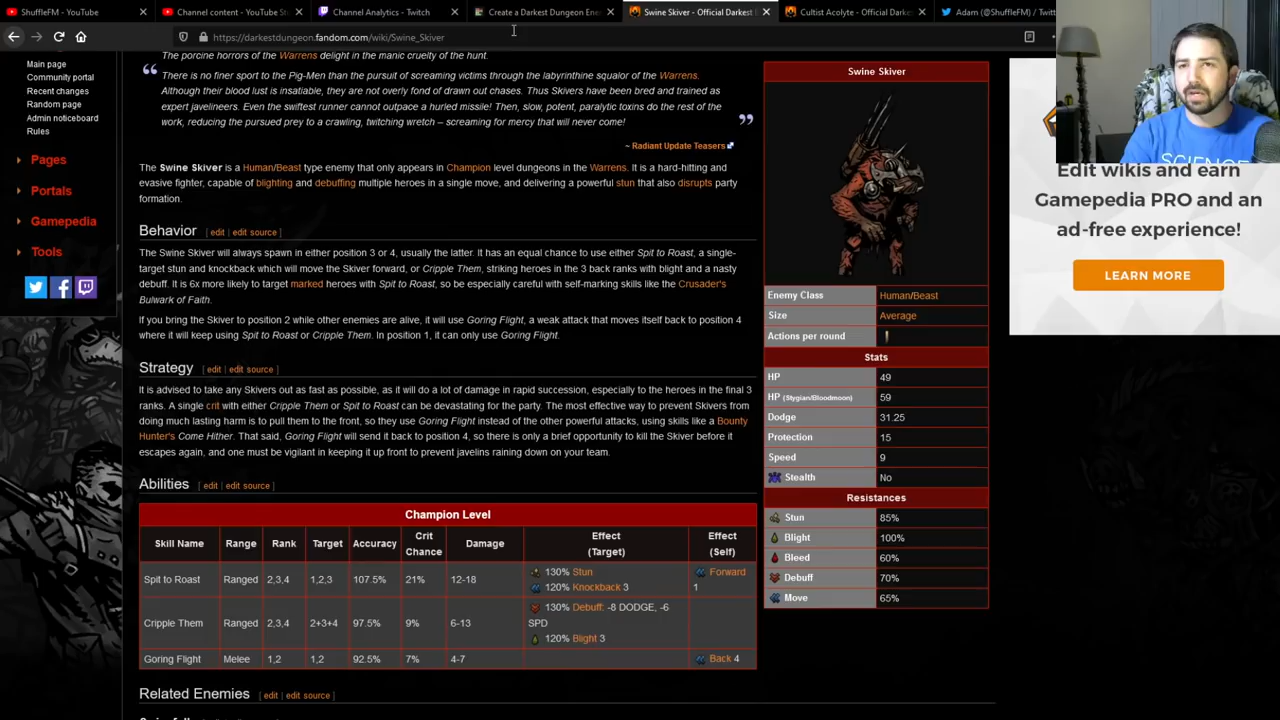 ShuffleFM - YouTube
Channel content - YouTube St
Channel Analytics - Twitch
Create a Darkest Dungeon Ene
Swine Skiver - Official Darkest
Cultist Acolyte - Official Darkest
Adam (@ShuffleFM) / Twitt
https://darkestdungeon.fandom.com/wiki/Swine_Skiver
Main page
Community portal
Recent changes
Random page
Admin noticeboard
Rules
Pages
Portals
Gamepedia
Tools
The porcine horrors of the Warrens delight in the manic cruelty of the hunt.
There is no finer sport to the Pig-Men than the pursuit of screaming victims through the labyrinthine squalor of the Warrens.
Although their blood lust is insatiable, they are not overly fond of drawn out chases. Thus Skivers have been bred and trained as
expert javelineers. Even the swiftest runner cannot outpace a hurled missile! Then, slow, potent, paralytic toxins do the rest of the
work, reducing the pursued prey to a crawling, twitching wretch – screaming for mercy that will never come!
~ Radiant Update Teasers
The Swine Skiver is a Human/Beast type enemy that only appears in Champion level dungeons in the Warrens. It is a hard-hitting and
evasive fighter, capable of blighting and debuffing multiple heroes in a single move, and delivering a powerful stun that also disrupts party
formation.
Behavior [ edit | edit source ]
The Swine Skiver will always spawn in either position 3 or 4, usually the latter. It has an equal chance to use either Spit to Roast, a single-
target stun and knockback which will move the Skiver forward, or Cripple Them, striking heroes in the 3 back ranks with blight and a nasty
debuff. It is 6x more likely to target marked heroes with Spit to Roast, so be especially careful with self-marking skills like the Crusader's
Bulwark of Faith.
If you bring the Skiver to position 2 while other enemies are alive, it will use Goring Flight, a weak attack that moves itself back to position 4
where it will keep using Spit to Roast or Cripple Them. In position 1, it can only use Goring Flight.
Strategy [ edit | edit source ]
It is advised to take any Skivers out as fast as possible, as it will do a lot of damage in rapid succession, especially to the heroes in the final 3
ranks. A single crit with either Cripple Them or Spit to Roast can be devastating for the party. The most effective way to prevent Skivers from
doing much lasting harm is to pull them to the front, so they use Goring Flight instead of the other powerful attacks, using skills like Bounty
Hunter's Come Hither. That said, Goring Flight will send it back to position 4, so there is only a brief opportunity to kill the Skiver before it
escapes again, and one must be vigilant in keeping it up front to prevent javelins raining down on your team.
Abilities [ edit | edit source ]
Champion Level
Skill Name Range Rank Target Accuracy Crit Chance Damage Effect (Target) Effect (Self)
Spit to Roast Ranged 2,3,4 1,2,3 107.5% 21% 12-18 130% Stun 120% Knockback 3 Forward 1
Cripple Them Ranged 2,3,4 2+3+4 97.5% 9% 6-13 130% Debuff: -8 DODGE, -6 SPD 120% Blight 3
Goring Flight Melee 1,2 1,2 92.5% 7% 4-7 Back 4
Related Enemies [ edit | edit source ]
Swine Skiver
Enemy Class Human/Beast
Size Average
Actions per round
Stats
HP 49
HP (Stygian/Bloodmoon) 59
Dodge 31.25
Protection 15
Speed 9
Stealth No
Resistances
Stun 85%
Blight 100%
Bleed 60%
Debuff 70%
Move 65%
SCIENCE
Edit wikis and earn
Gamepedia PRO and an
ad-free experience!
LEARN MORE